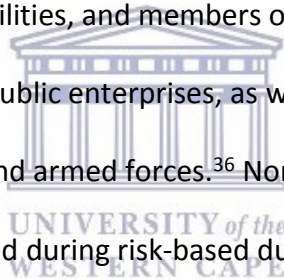 ilities, and members o
ublic enterprises, as w
nd armed forces.³⁶ Nor
UNIVERSITY of the
d during risk-based du
WESTERN CAPE